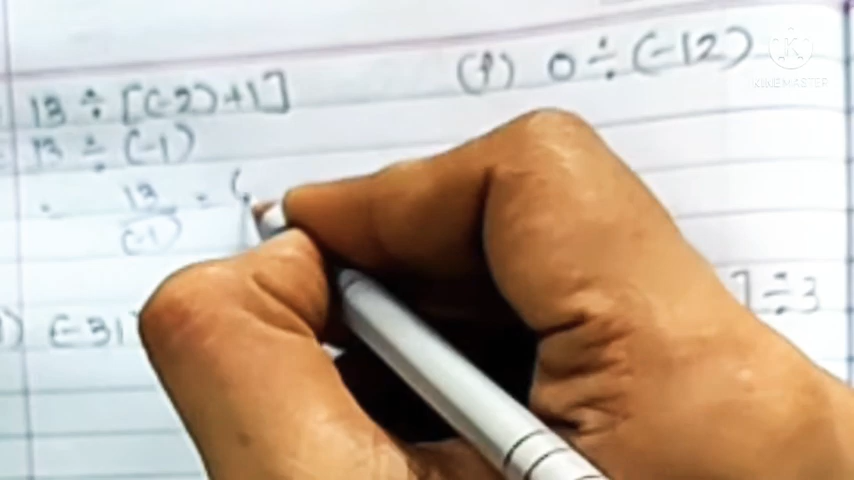 13 ÷ [(-2)+1]
13 ÷ (-1)
13 / (-1) = (
(-31)
(f) 0 ÷ (-12)
] ÷ 3
KINEMASTER